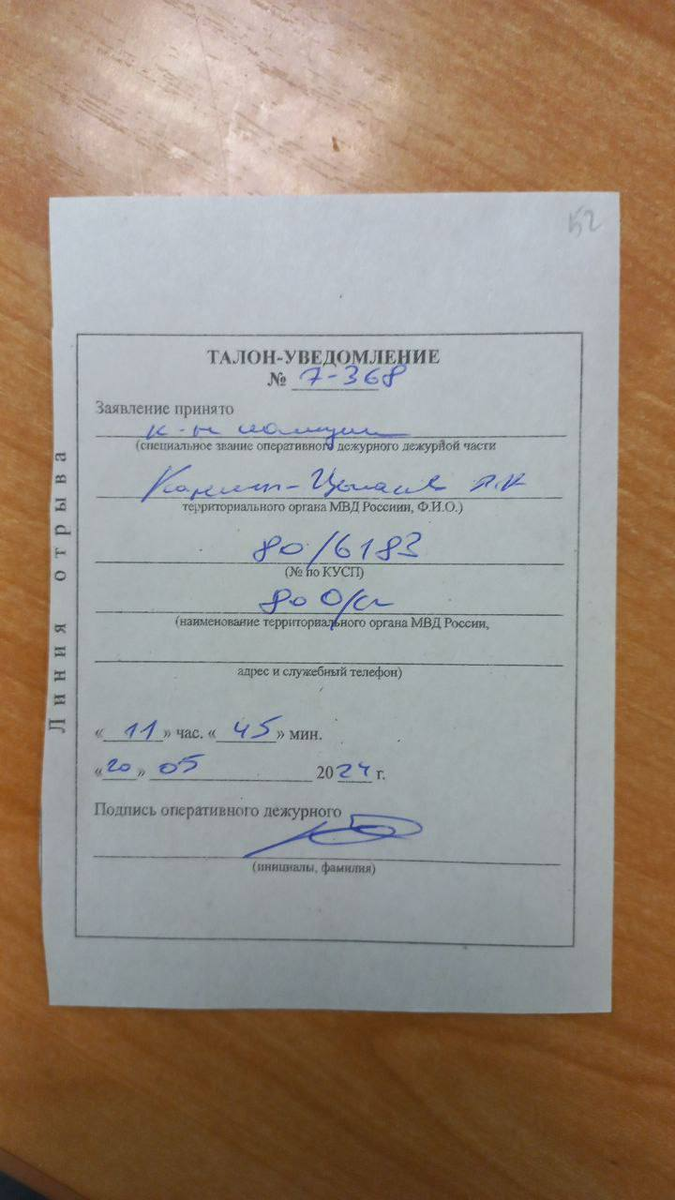 52
ТАЛОН-УВЕДОМЛЕНИЕ
№ 7-368
Заявление принято
к-н полиции
(специальное звание оперативного дежурного дежурной части
территориального органа МВД Росссиии, Ф.И.О.)
80/6183
(№ по КУСП)
80 О/п
(наименование территориального органа МВД России,
адрес и служебный телефон)
« 11 » час. « 45 » мин.
« 20 » 05 2024 г.
Подпись оперативного дежурного
(инициалы, фамилия)
Линия отрыва